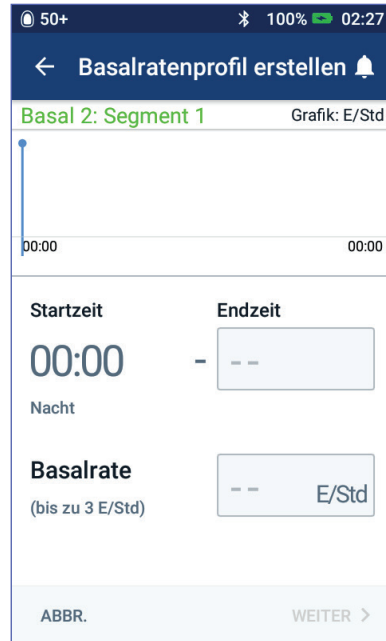 50+ 100% 02:27
Basalratenprofil erstellen
Basal 2: Segment 1 Grafik: E/Std
00:00 00:00
Startzeit Endzeit
00:00 - --
Nacht
Basalrate -- E/Std
(bis zu 3 E/Std)
ABBR. WEITER >